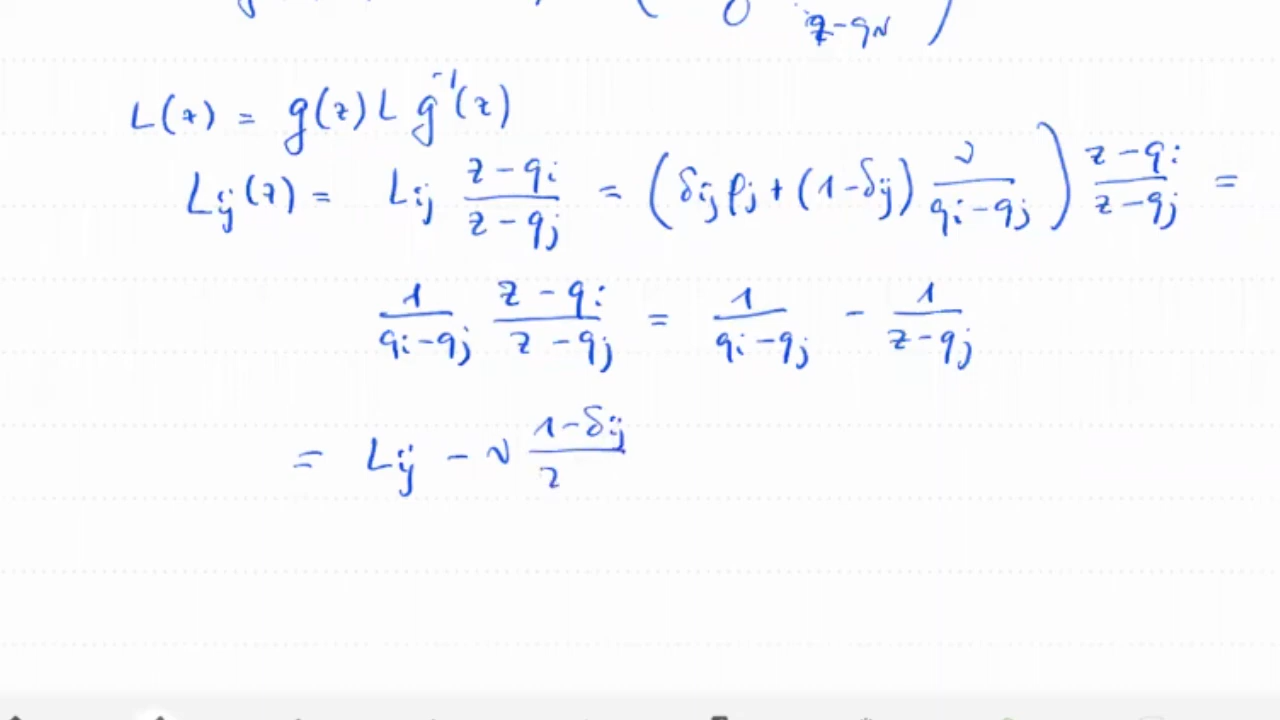 z-qN )
L(z) = g(z) L g⁻¹(z)
Lij(z) = Lij (z-qi)/(z-qj) = (δij pj + (1-δij) ν/(qi-qj)) (z-qi)/(z-qj) =
1/(qi-qj) (z-qi)/(z-qj) = 1/(qi-qj) - 1/(z-qj)
= Lij - ν (1-δij)/z